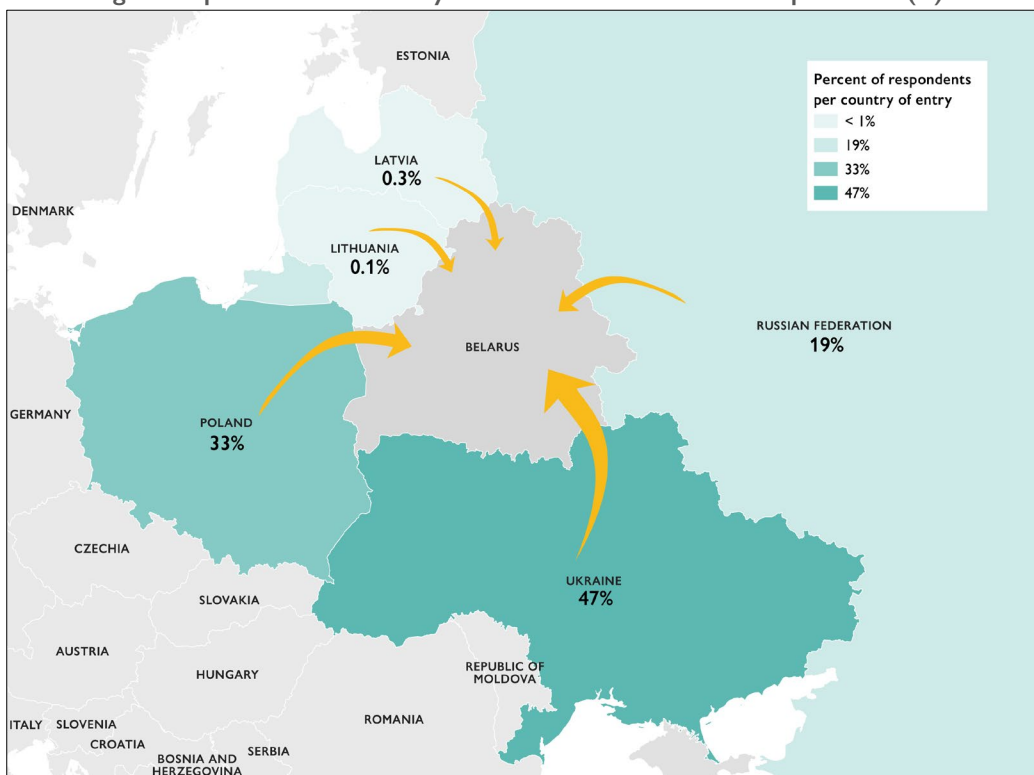 ESTONIA
Percent of respondents
per country of entry
< 1%
19%
33%
47%
LATVIA
0.3%
DENMARK
LITHUANIA
0.1%
RUSSIAN FEDERATION
19%
BELARUS
GERMANY
POLAND
33%
CZECHIA
UKRAINE
47%
SLOVAKIA
AUSTRIA
HUNGARY
REPUBLIC OF
MOLDOVA
ROMANIA
ITALY
SLOVENIA
CROATIA
SERBIA
BOSNIA AND
HERZEGOVINA